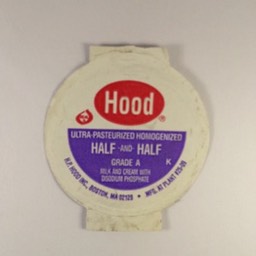 Hood ®
ULTRA-PASTEURIZED HOMOGENIZED
HALF AND HALF
GRADE A K
MILK AND CREAM WITH
DISODIUM PHOSPHATE
H.P. HOOD INC., BOSTON, MA 02129 • MFG. AT PLANT